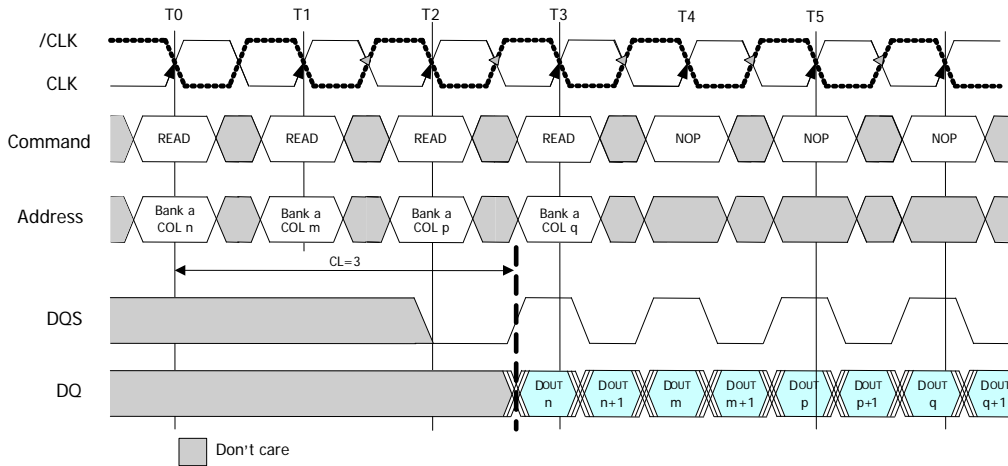 T0 T1 T2 T3 T4 T5
/CLK
CLK
Command READ READ READ READ NOP NOP NOP
Address Bank a COL n Bank a COL m Bank a COL p Bank a COL q
CL=3
DQS
DQ DOUT n DOUT n+1 DOUT m DOUT m+1 DOUT p DOUT p+1 DOUT q DOUT q+1
Don't care